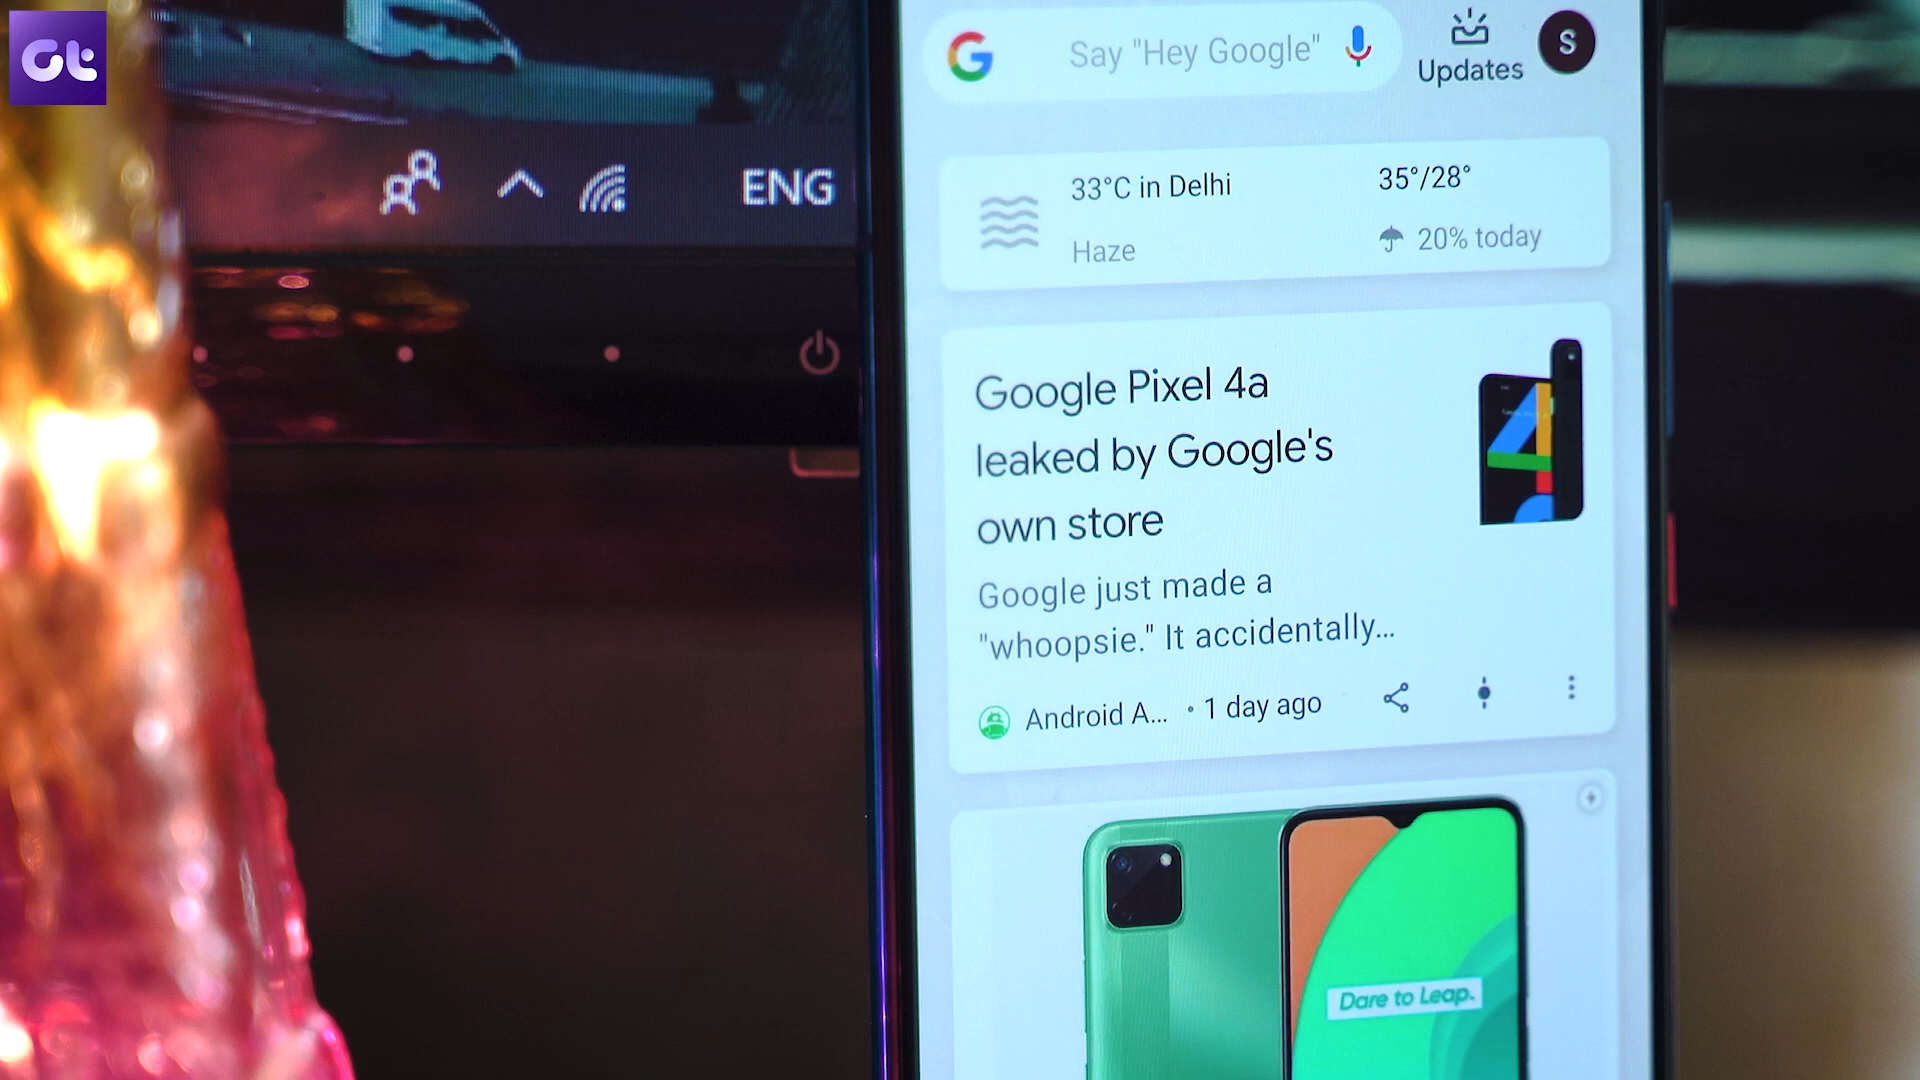 Gt
ENG
Say "Hey Google"
Updates
S
33°C in Delhi
35°/28°
Haze
20% today
Google Pixel 4a
leaked by Google's
own store
Google just made a
"whoopsie." It accidentally...
Android A... • 1 day ago
Dare to Leap.